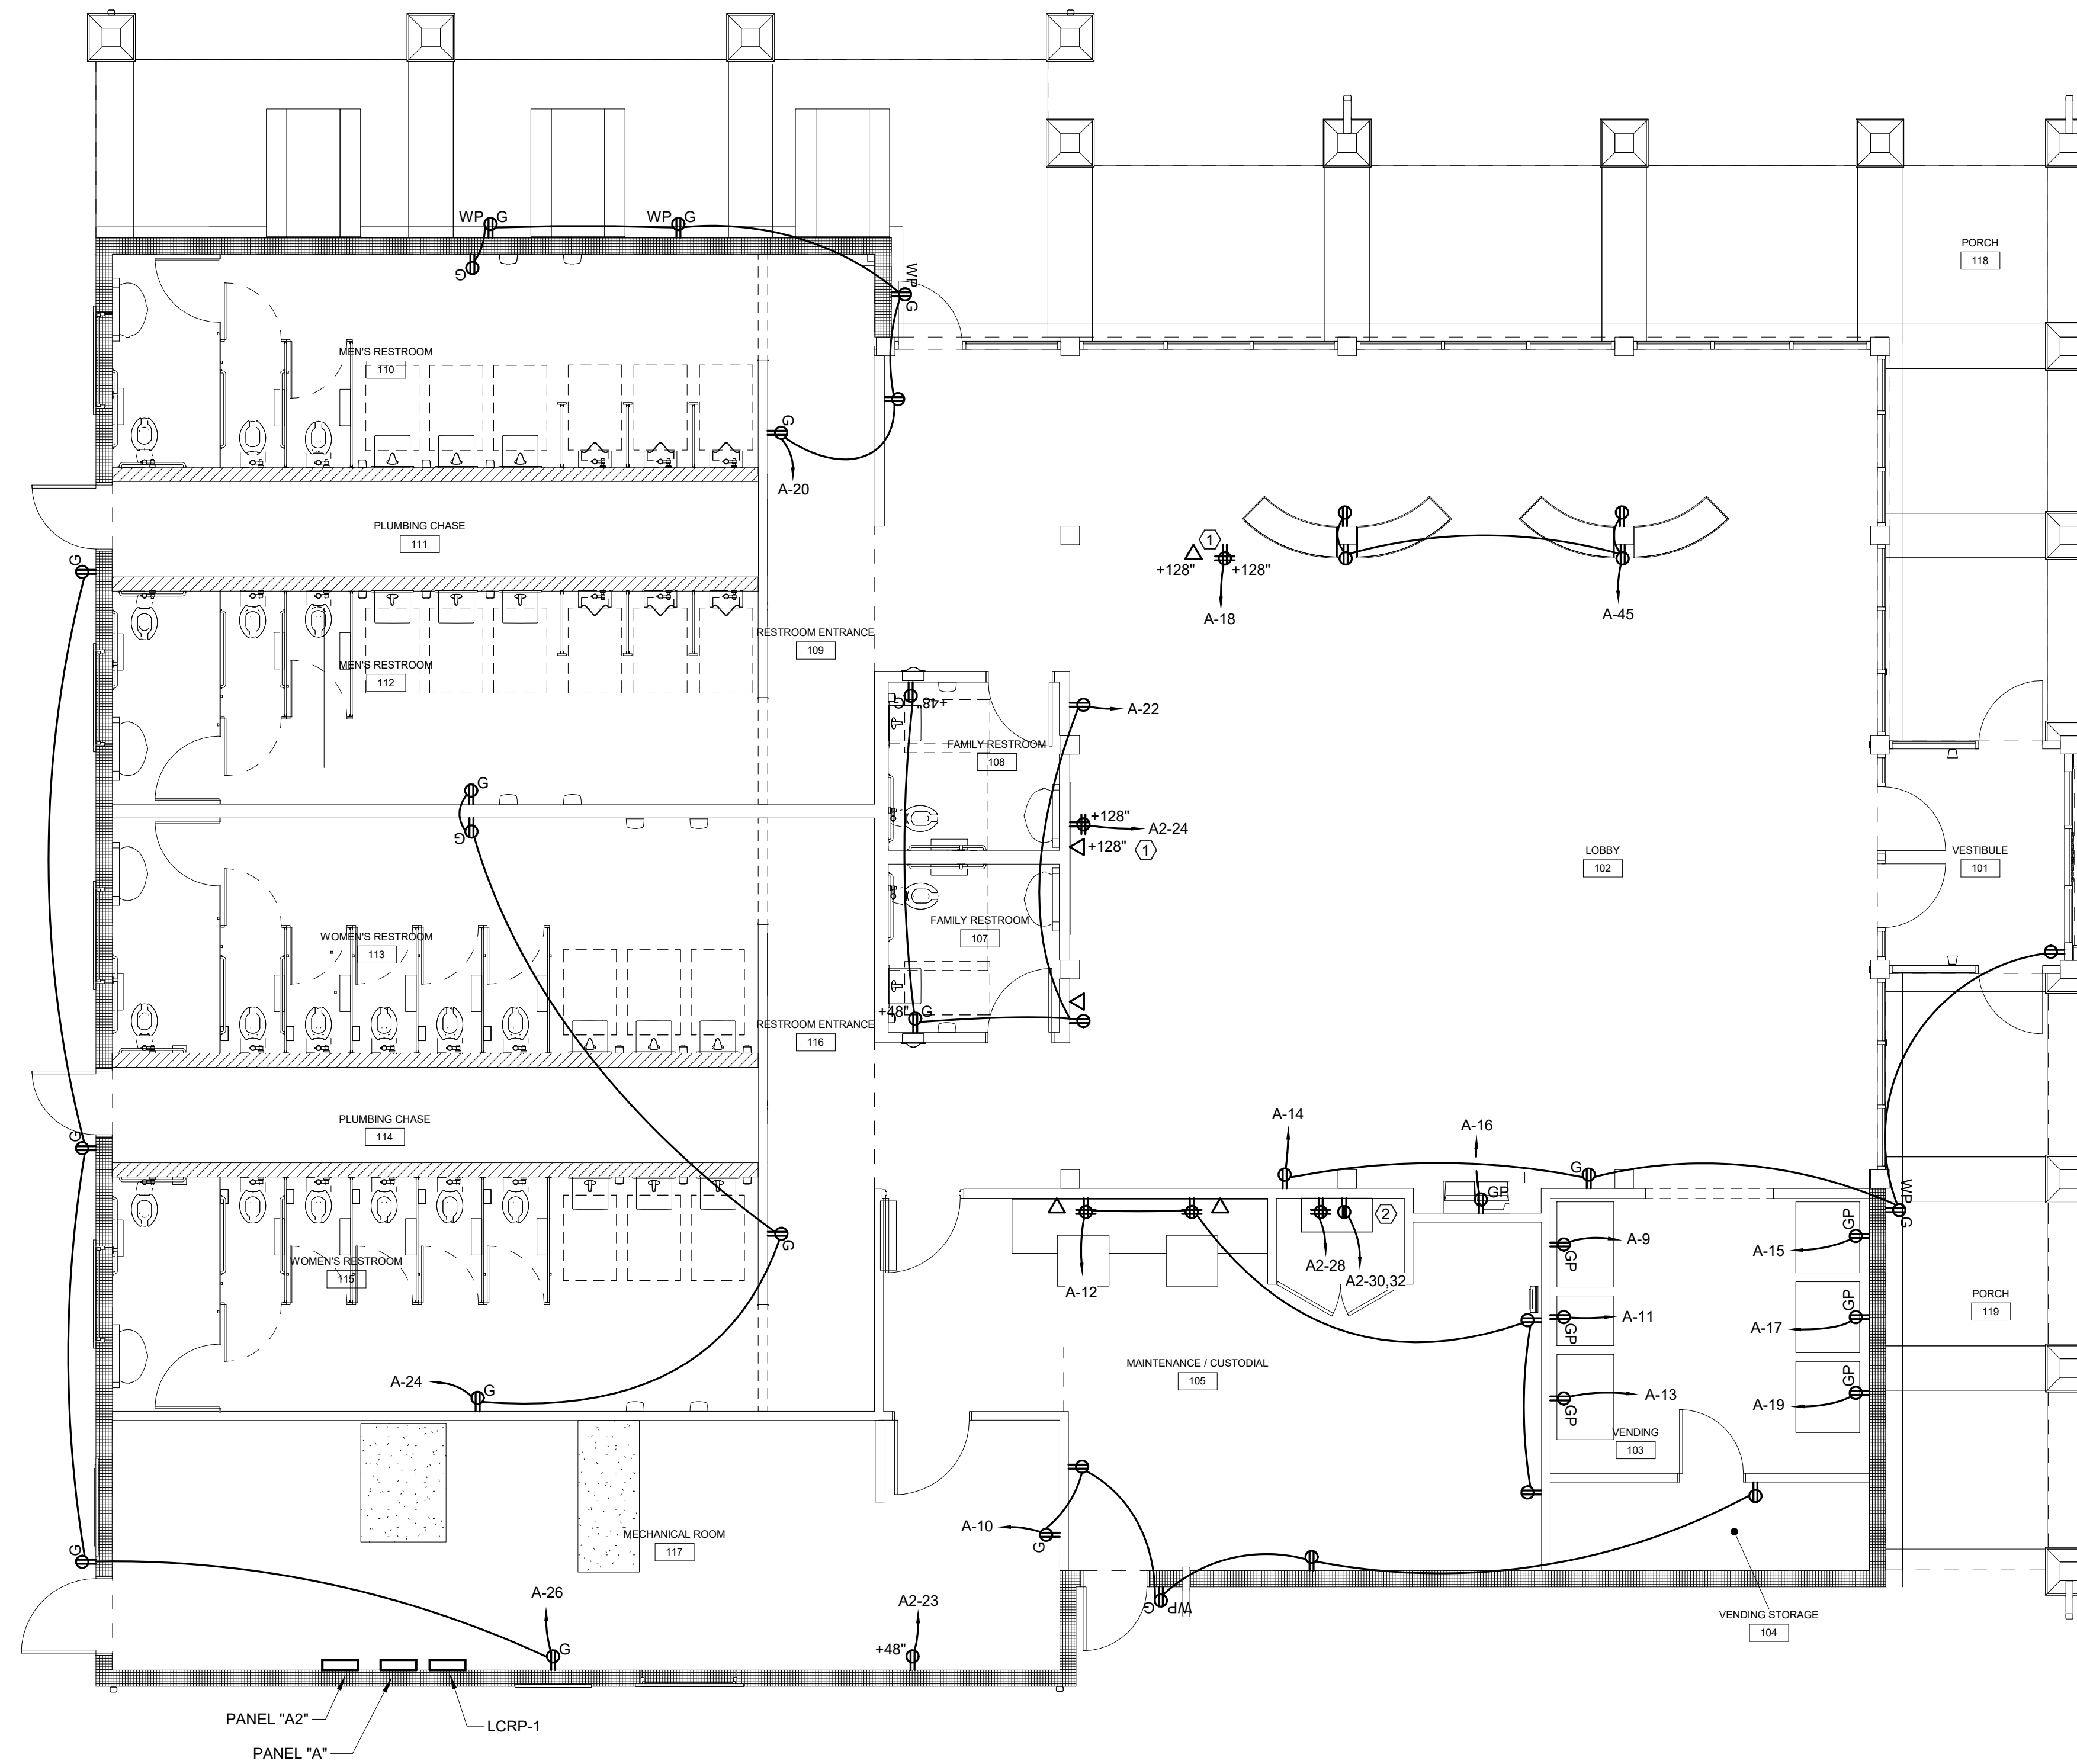 WP G
WP G
G
WP
G
PORCH
118
MEN'S RESTROOM
110
G
A-20
PLUMBING CHASE
111
1
+128" +128"
A-18
A-45
G
RESTROOM ENTRANCE
109
MEN'S RESTROOM
112
G +48"
A-22
FAMILY RESTROOM
108
G
G
+128"
A2-24
+128" 1
LOBBY
102
VESTIBULE
101
WOMEN'S RESTROOM
113
FAMILY RESTROOM
107
+48" G
RESTROOM ENTRANCE
116
PLUMBING CHASE
114
G
A-14
A-16
G
GP
WP
G
2
A-12
A2-28
A2-30,32
GP
A-9
A-15
GP
GP
A-11
A-17
GP
GP
A-13
A-19
GP
G
WOMEN'S RESTROOM
115
PORCH
119
MAINTENANCE / CUSTODIAL
105
A-24
G
VENDING
103
A-10
G
MECHANICAL ROOM
117
G
A-26
G
A2-23
+48"
G WP
VENDING STORAGE
104
PANEL "A2"
LCRP-1
PANEL "A"